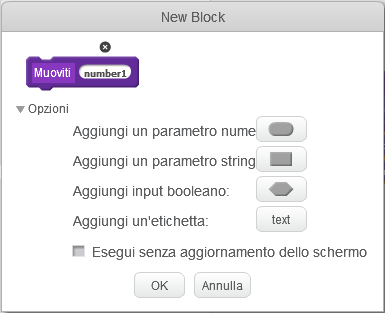 New Block
Muoviti number1
Opzioni
Aggiungi un parametro nume
Aggiungi un parametro string
Aggiungi input booleano:
Aggiungi un'etichetta: text
Esegui senza aggiornamento dello schermo
OK Annulla